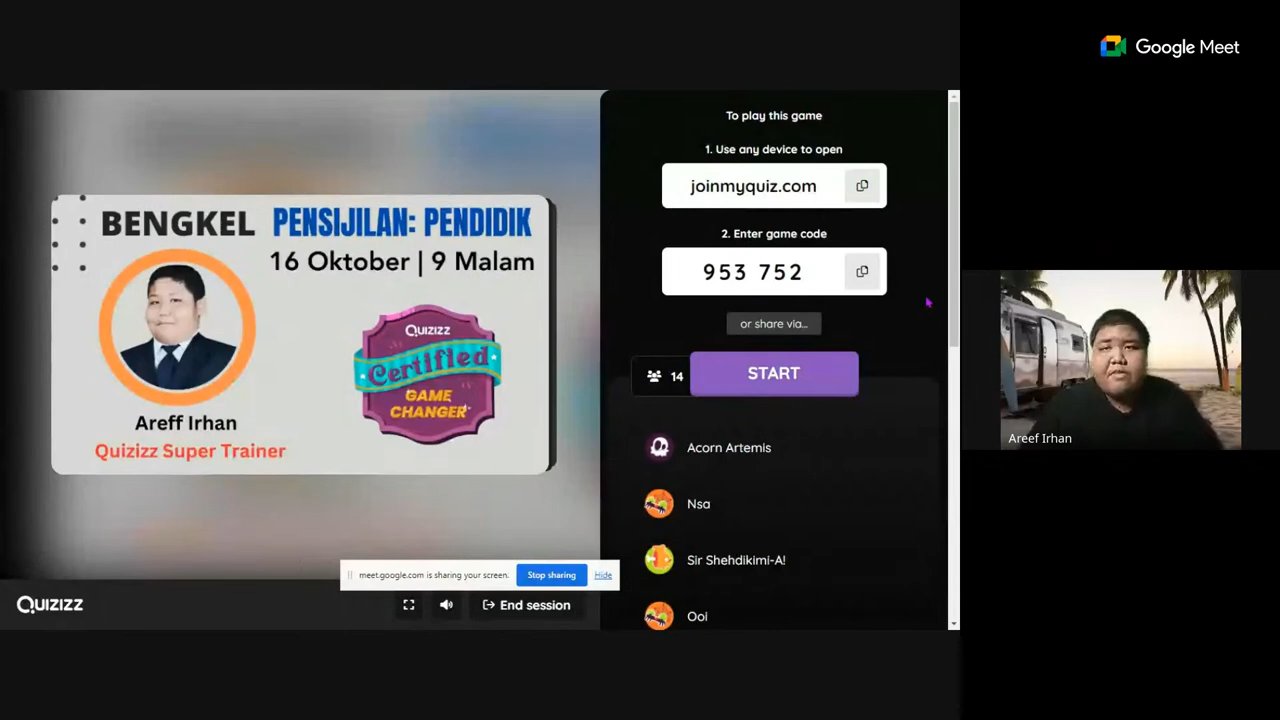 Google Meet
BENGKEL PENSIJILAN: PENDIDIK
16 Oktober | 9 Malam
Quizizz
Certified
GAME
CHANGER
Areff Irhan
Quizizz Super Trainer
To play this game
1. Use any device to open
joinmyquiz.com
2. Enter game code
953 752
or share via...
14
START
Acorn Artemis
Nsa
Sir Shehdikimi-A!
Ooi
meet.google.com is sharing your screen. Stop sharing Hide
Quizizz
End session
Areef Irhan